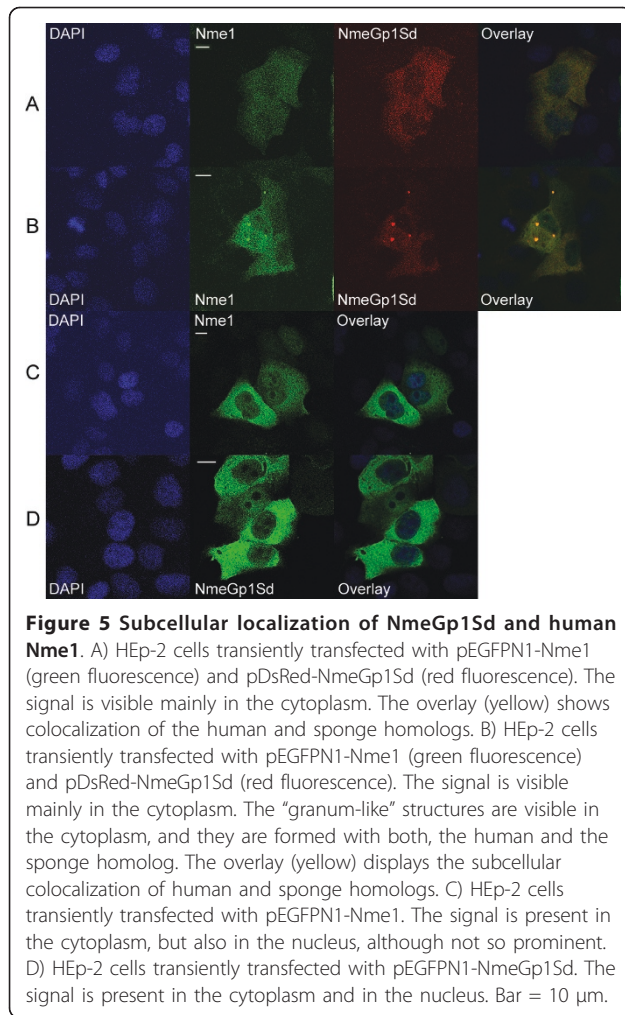 DAPI Nme1 NmeGp1Sd Overlay
A
B
DAPI Nme1 NmeGp1Sd Overlay
DAPI Nme1 Overlay
C
D
DAPI NmeGp1Sd Overlay
Figure 5 Subcellular localization of NmeGp1Sd and human
Nme1. A) HEp-2 cells transiently transfected with pEGFPN1-Nme1
(green fluorescence) and pDsRed-NmeGp1Sd (red fluorescence). The
signal is visible mainly in the cytoplasm. The overlay (yellow) shows
colocalization of the human and sponge homologs. B) HEp-2 cells
transiently transfected with pEGFPN1-Nme1 (green fluorescence)
and pDsRed-NmeGp1Sd (red fluorescence). The signal is visible
mainly in the cytoplasm. The “granum-like” structures are visible in
the cytoplasm, and they are formed with both, the human and the
sponge homolog. The overlay (yellow) displays the subcellular
colocalization of human and sponge homologs. C) HEp-2 cells
transiently transfected with pEGFPN1-Nme1. The signal is present in
the cytoplasm, but also in the nucleus, although not so prominent.
D) HEp-2 cells transiently transfected with pEGFPN1-NmeGp1Sd. The
signal is present in the cytoplasm and in the nucleus. Bar = 10 μm.